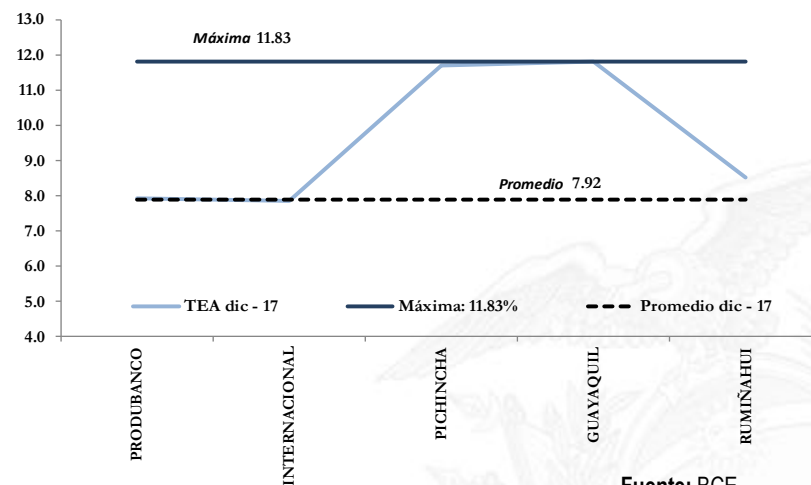 13.0
12.0
11.0
10.0
9.0
8.0
7.0
6.0
5.0
4.0
Máxima 11.83
Promedio 7.92
TEA dic - 17
Máxima: 11.83%
Promedio dic - 17
PRODUBANCO
INTERNACIONAL
PICHINCHA
GUAYAQUIL
RUMIÑAHUI
Fuente: BCE